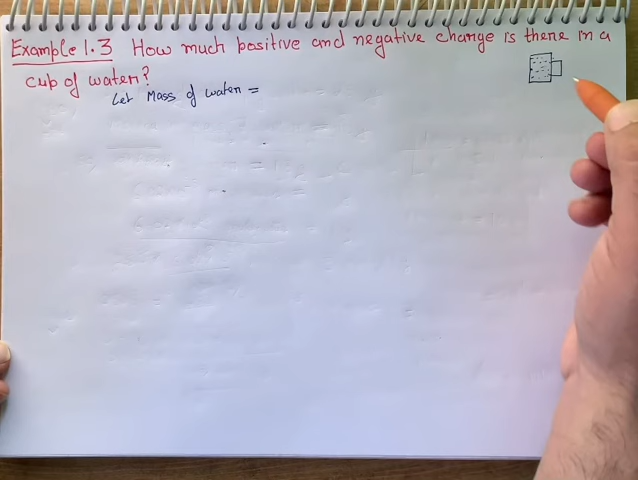 Example 1.3 How much positive and negative charge is there in a
cup of water?
Let Mass of water =